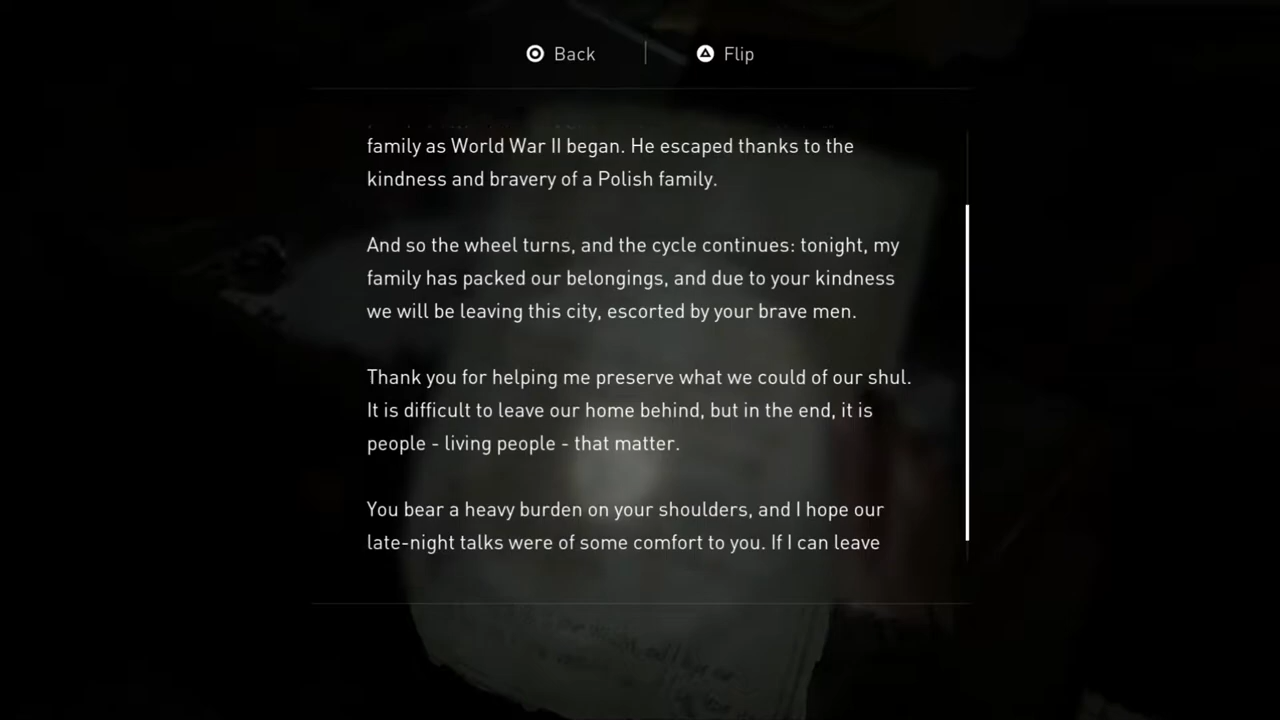 Back | Flip
family as World War II began. He escaped thanks to the
kindness and bravery of a Polish family.
And so the wheel turns, and the cycle continues: tonight, my
family has packed our belongings, and due to your kindness
we will be leaving this city, escorted by your brave men.
Thank you for helping me preserve what we could of our shul.
It is difficult to leave our home behind, but in the end, it is
people - living people - that matter.
You bear a heavy burden on your shoulders, and I hope our
late-night talks were of some comfort to you. If I can leave